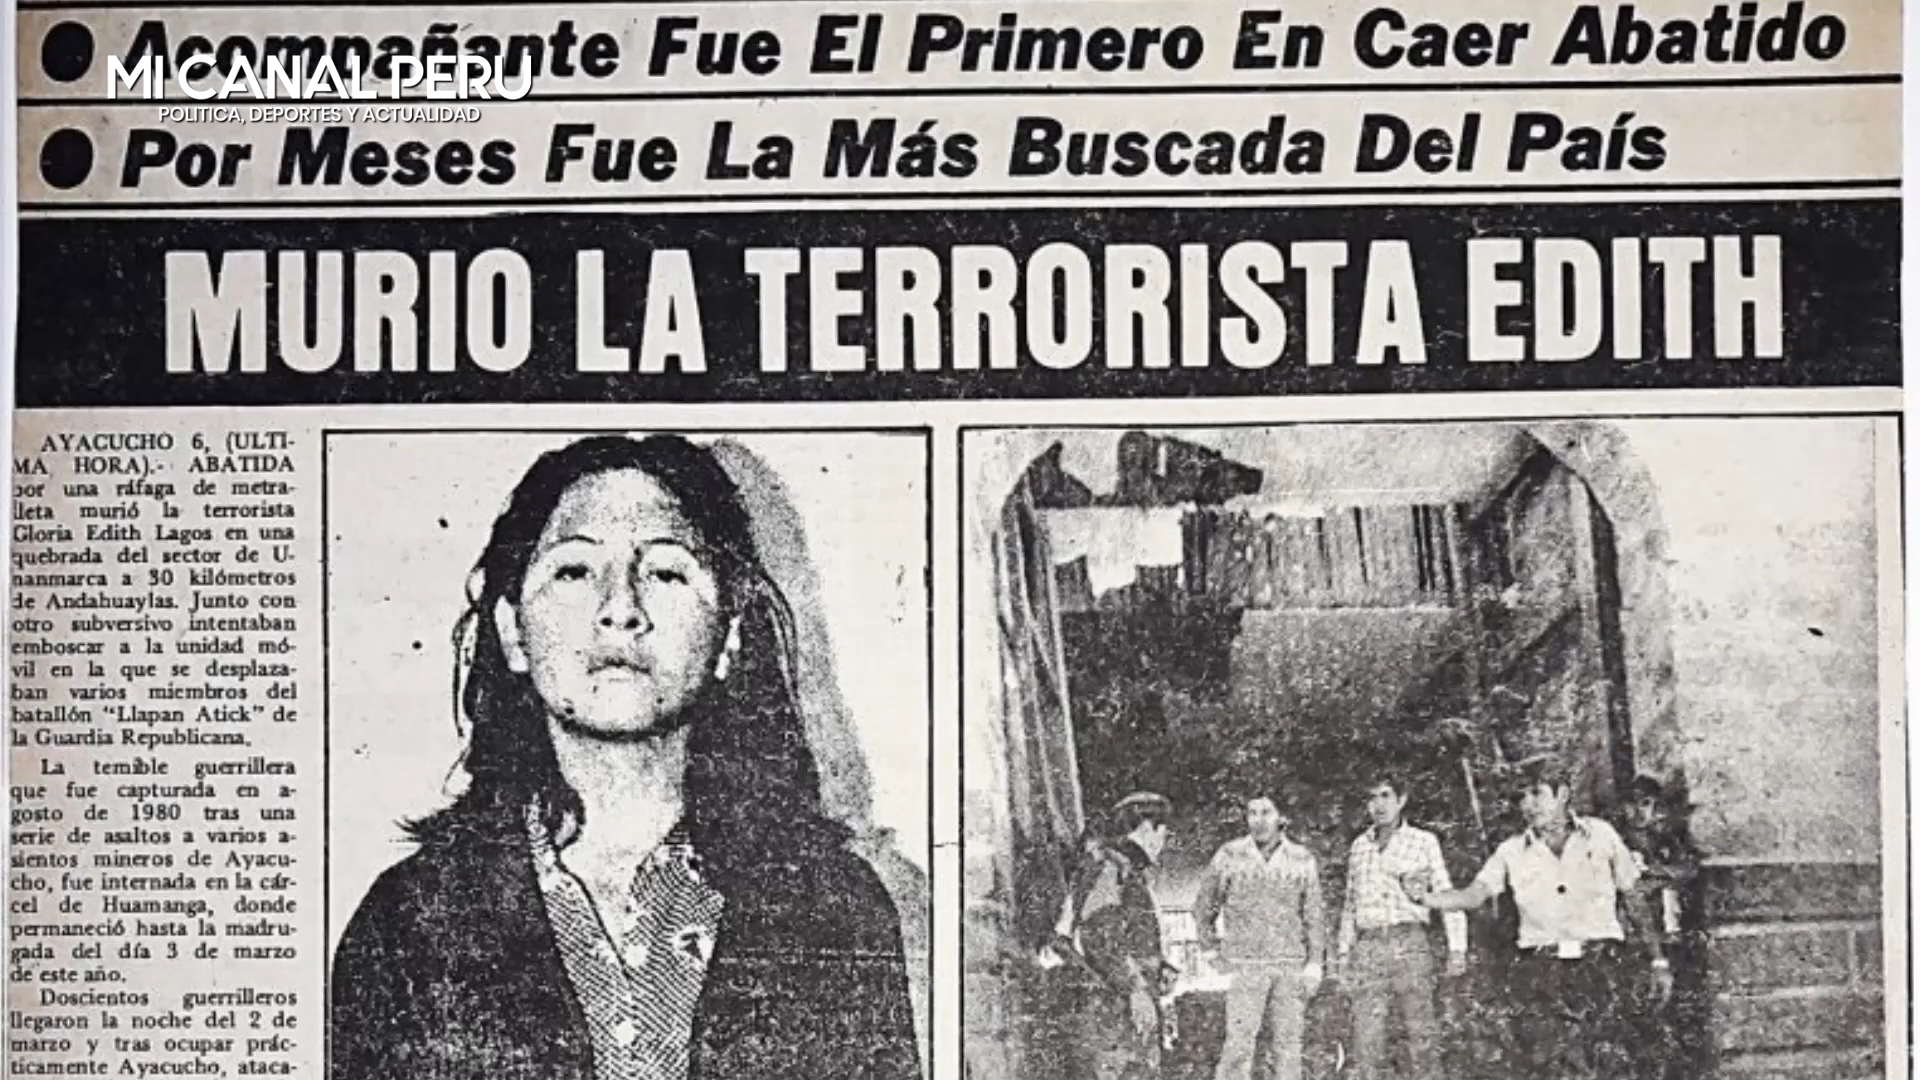 Acompañante Fue El Primero En Caer Abatido
MI CANAL PERU
POLITICA, DEPORTES Y ACTUALIDAD
Por Meses Fue La Más Buscada Del País
MURIO LA TERRORISTA EDITH
AYACUCHO 6, (ULTI-
MA HORA).- ABATIDA
por una ráfaga de metra-
lleta murió la terrorista
Gloria Edith Lagos en una
quebrada del sector de U-
nanmarca a 30 kilómetros
de Andahuaylas. Junto con
otro subversivo intentaban
emboscar a la unidad mó-
vil en la que se desplaza-
ban varios miembros del
batallón "Llapan Atick" de
la Guardia Republicana.
La temible guerrillera
que fue capturada en a-
gosto de 1980 tras una
serie de asaltos a varios a-
sientos mineros de Ayacu-
cho, fue internada en la cár-
cel de Huamanga, donde
permaneció hasta la madru-
gada del día 3 de marzo
de este año.
Doscientos guerrilleros
llegaron la noche del 2 de
marzo y tras ocupar prác-
ticamente Ayacucho, ataca-